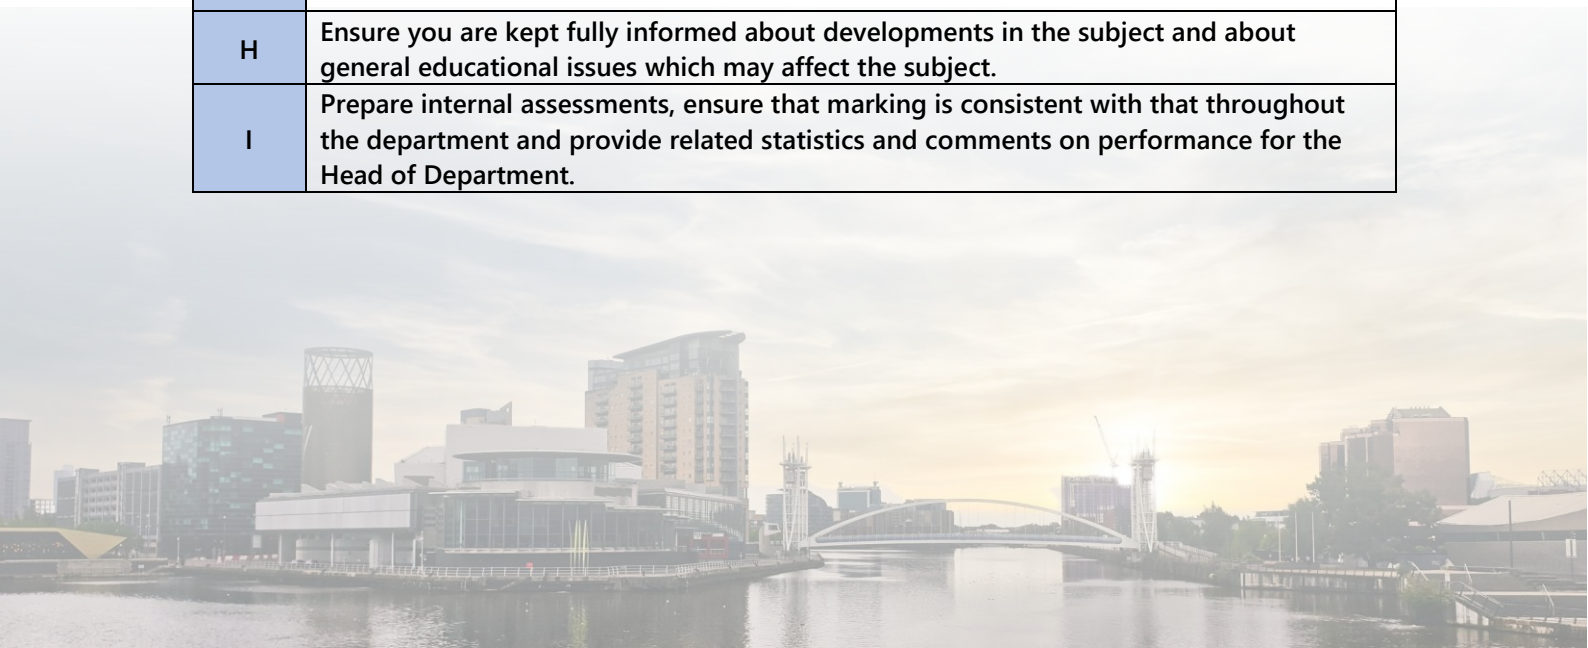 H
Ensure you are kept fully informed about developments in the subject and about
general educational issues which may affect the subject.
I
Prepare internal assessments, ensure that marking is consistent with that throughout
the department and provide related statistics and comments on performance for the
Head of Department.